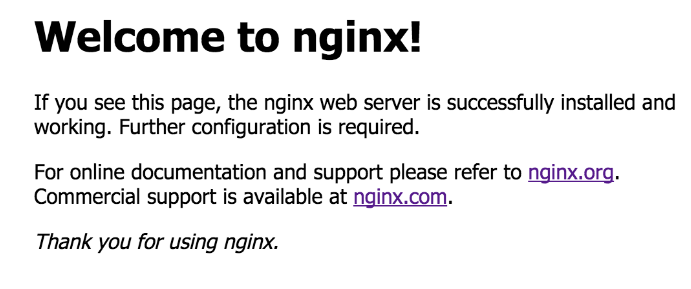 Welcome to nginx!
If you see this page, the nginx web server is successfully installed and
working. Further configuration is required.
For online documentation and support please refer to nginx.org.
Commercial support is available at nginx.com.
Thank you for using nginx.